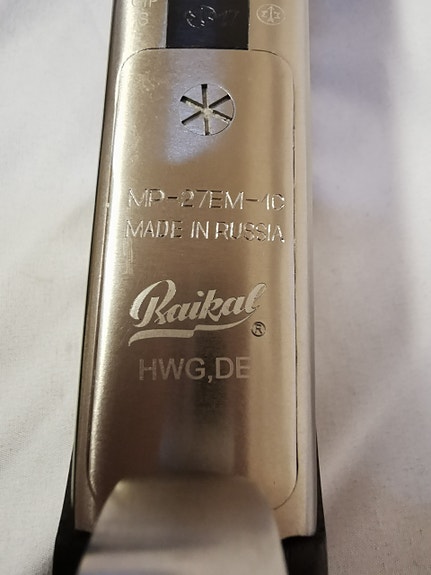 MP-27EM-1C
MADE IN RUSSIA
Baikal
®
HWG,DE